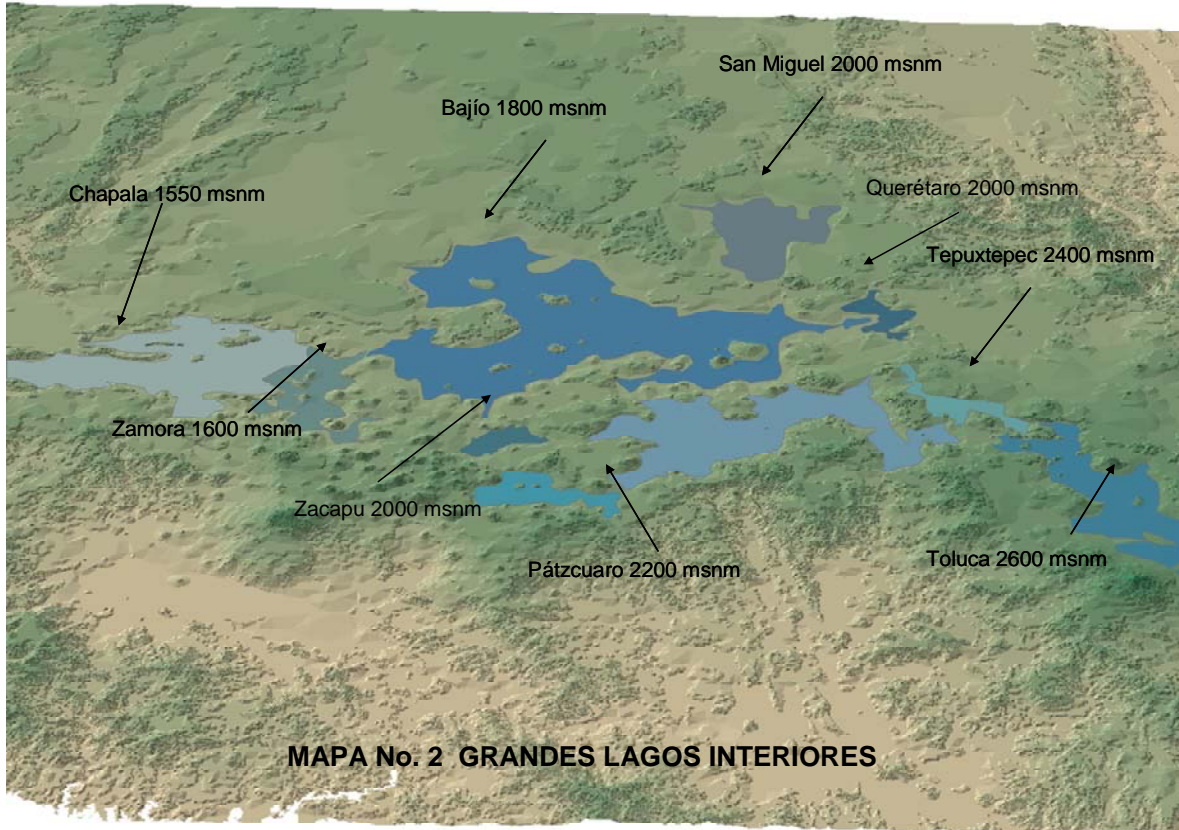 San Miguel 2000 msnm
Bajío 1800 msnm
Chapala 1550 msnm
Querétaro 2000 msnm
Tepuxtepec 2400 msnm
Zamora 1600 msnm
Zacapu 2000 msnm
Pátzcuaro 2200 msnm
Toluca 2600 msnm
MAPA No. 2 GRANDES LAGOS INTERIORES